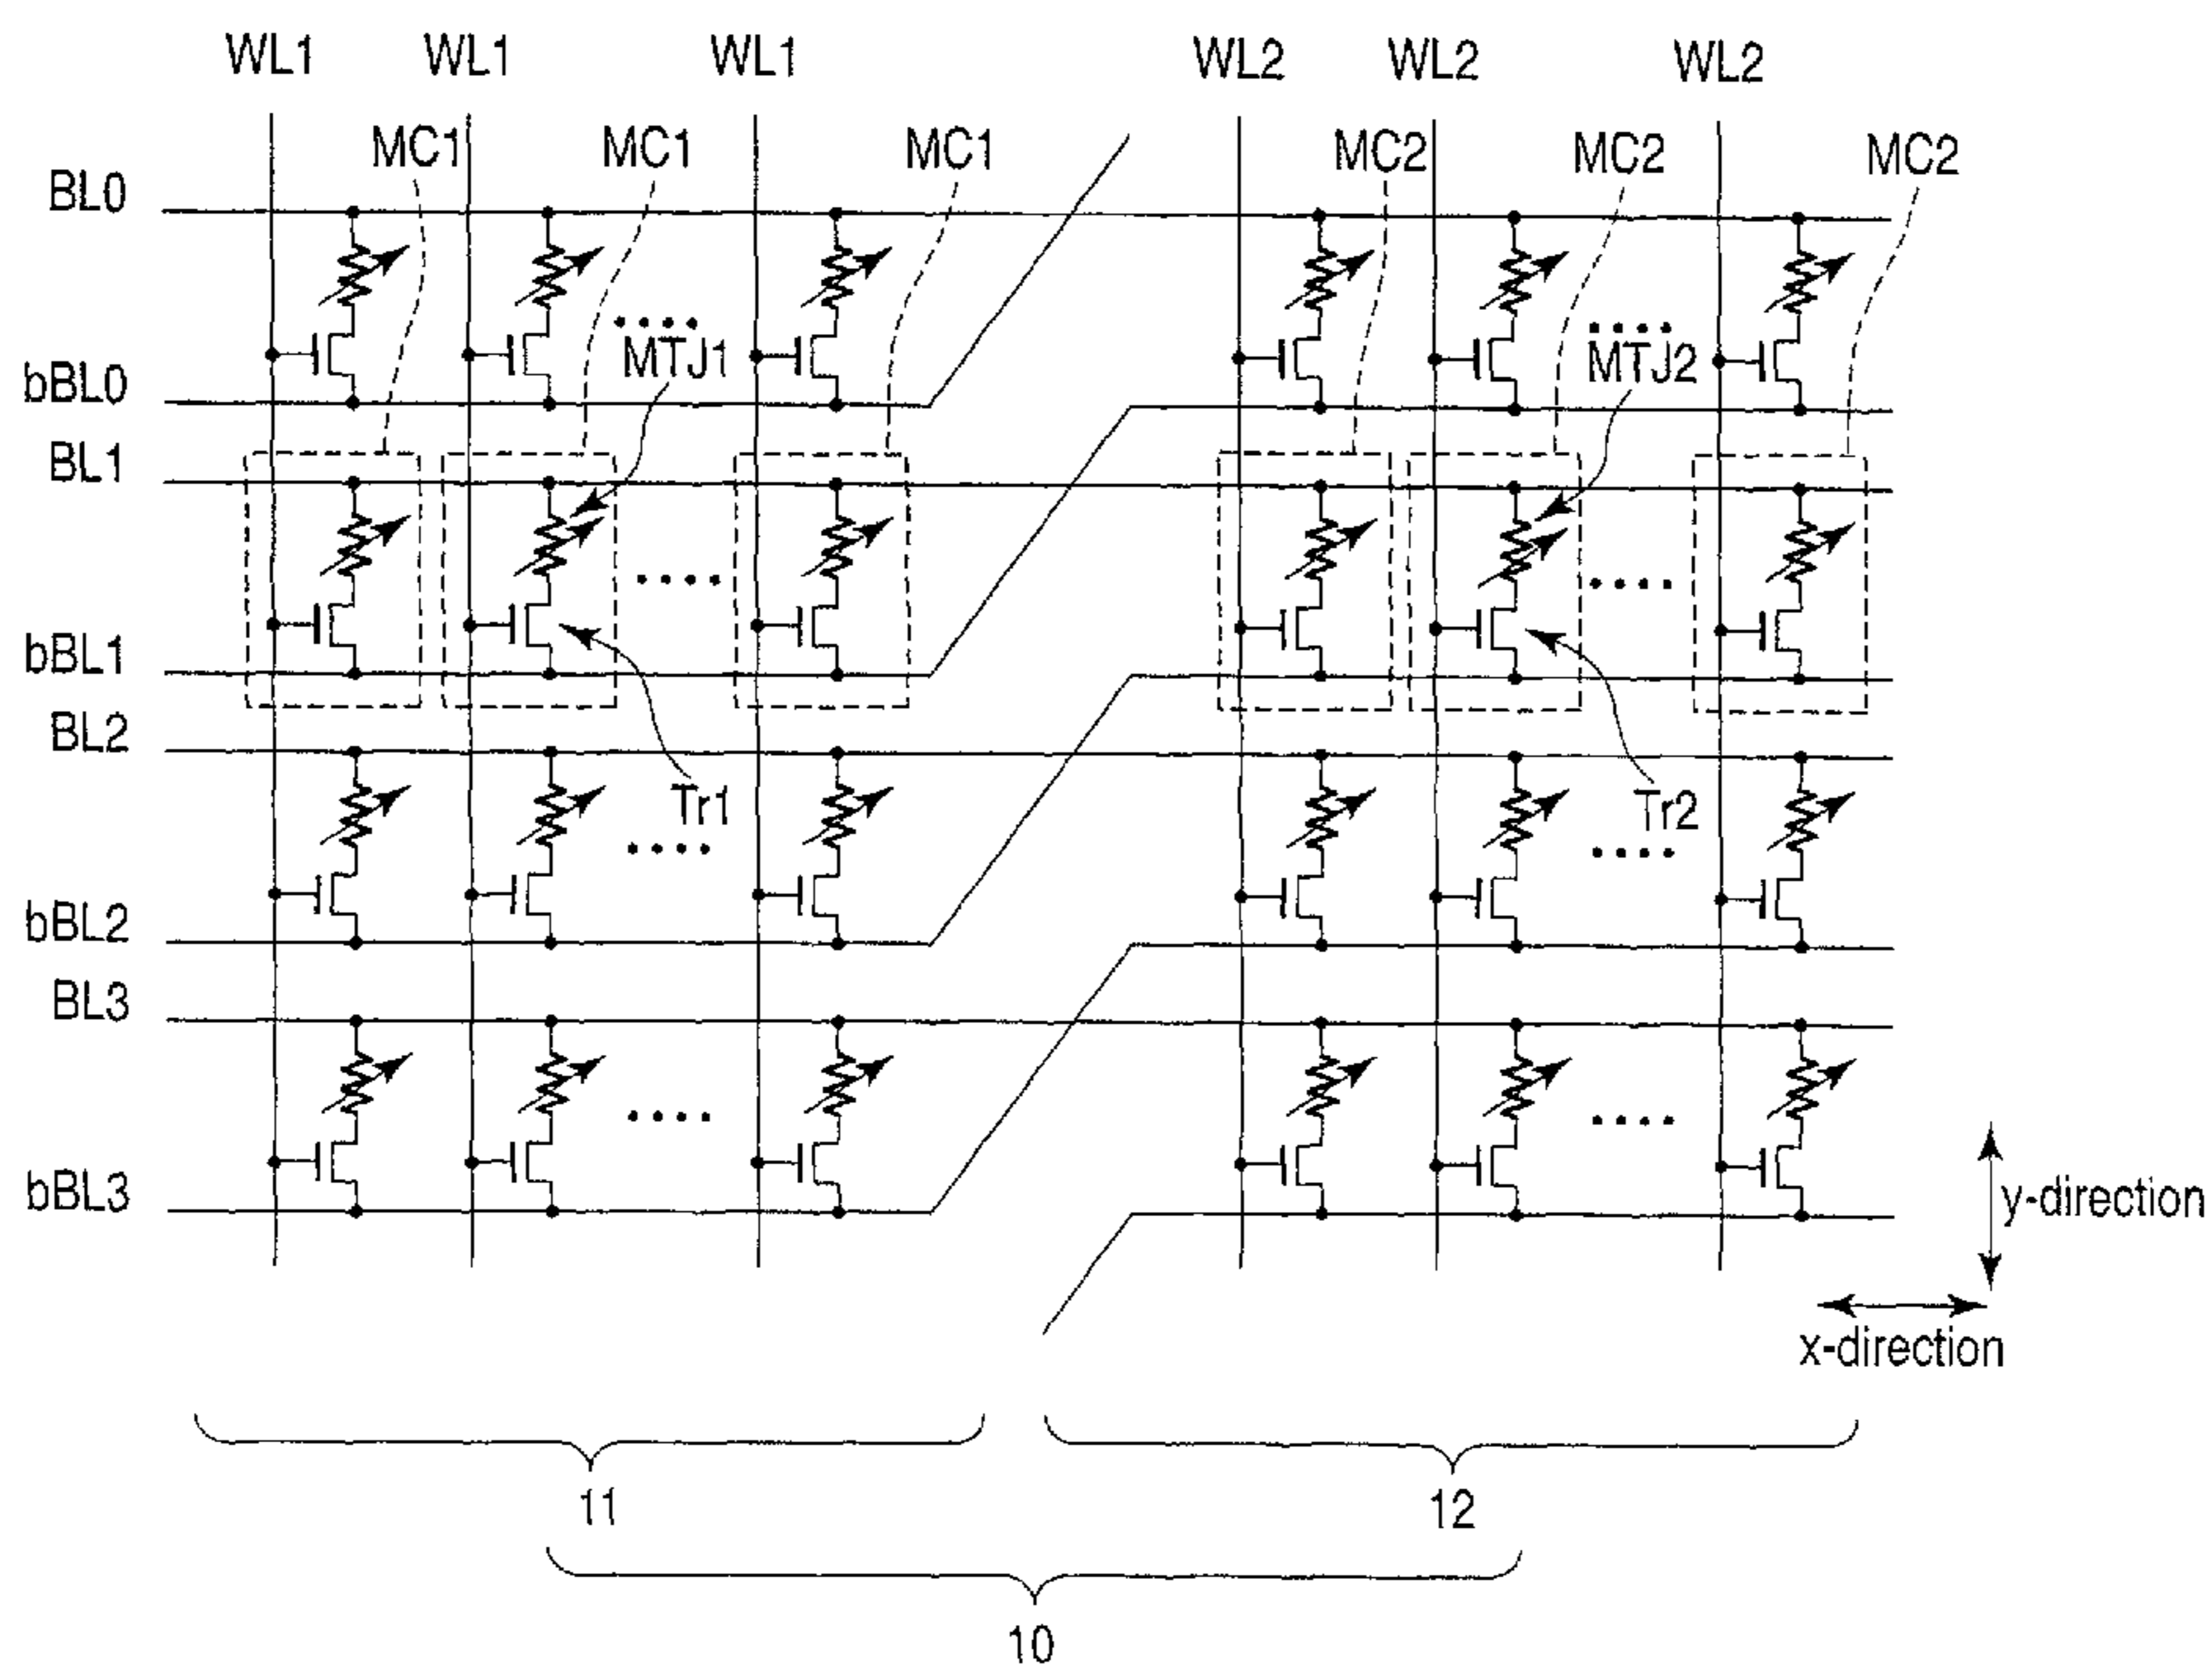 WL1 WL1 WL1 WL2 WL2 WL2
MC1 MC1 MC1 MC2 MC2 MC2
BL0
MTJ1 MTJ2
bBL0
BL1
bBL1
BL2
Tr1 Tr2
bBL2
BL3
bBL3
y-direction
x-direction
11 12
10